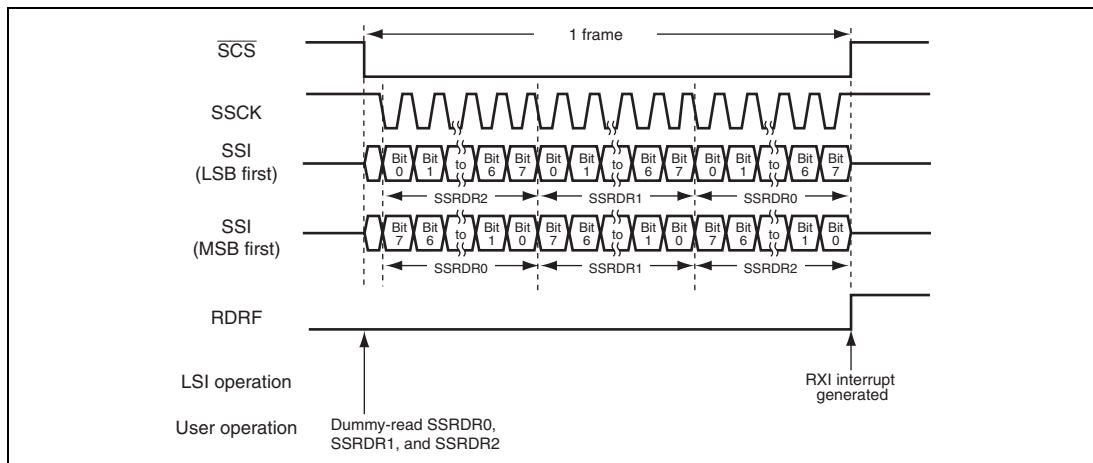 1 frame
SCS
SSCK
SSI
(LSB first)
Bit 0 Bit 1 to Bit 6 Bit 7 Bit 0 Bit 1 to Bit 6 Bit 7 Bit 0 Bit 1 to Bit 6 Bit 7
SSRDR2 SSRDR1 SSRDR0
SSI
(MSB first)
Bit 7 Bit 6 to Bit 1 Bit 0 Bit 7 Bit 6 to Bit 1 Bit 0 Bit 7 Bit 6 to Bit 1 Bit 0
SSRDR0 SSRDR1 SSRDR2
RDRF
LSI operation
RXI interrupt
generated
User operation
Dummy-read SSRDR0,
SSRDR1, and SSRDR2